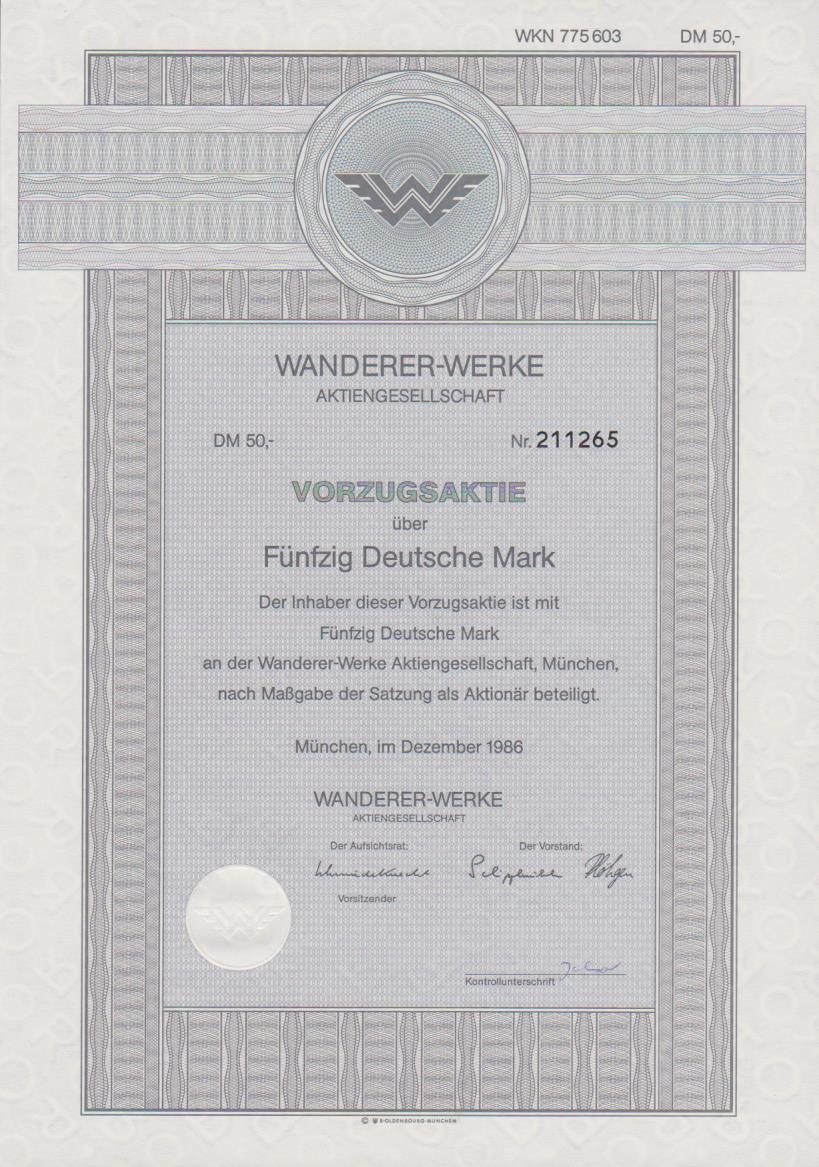 WKN 775 603 DM 50,-
WANDERER-WERKE
AKTIENGESELLSCHAFT
DM 50,- Nr. 211265
VORZUGSAKTIE
über
Fünfzig Deutsche Mark
Der Inhaber dieser Vorzugsaktie ist mit
Fünfzig Deutsche Mark
an der Wanderer-Werke Aktiengesellschaft, München,
nach Maßgabe der Satzung als Aktionär beteiligt.
München, im Dezember 1986
WANDERER-WERKE
AKTIENGESELLSCHAFT
Der Aufsichtsrat: Der Vorstand:
Vorsitzender
Kontrollunterschrift
© R·OLDENBOURG·MÜNCHEN